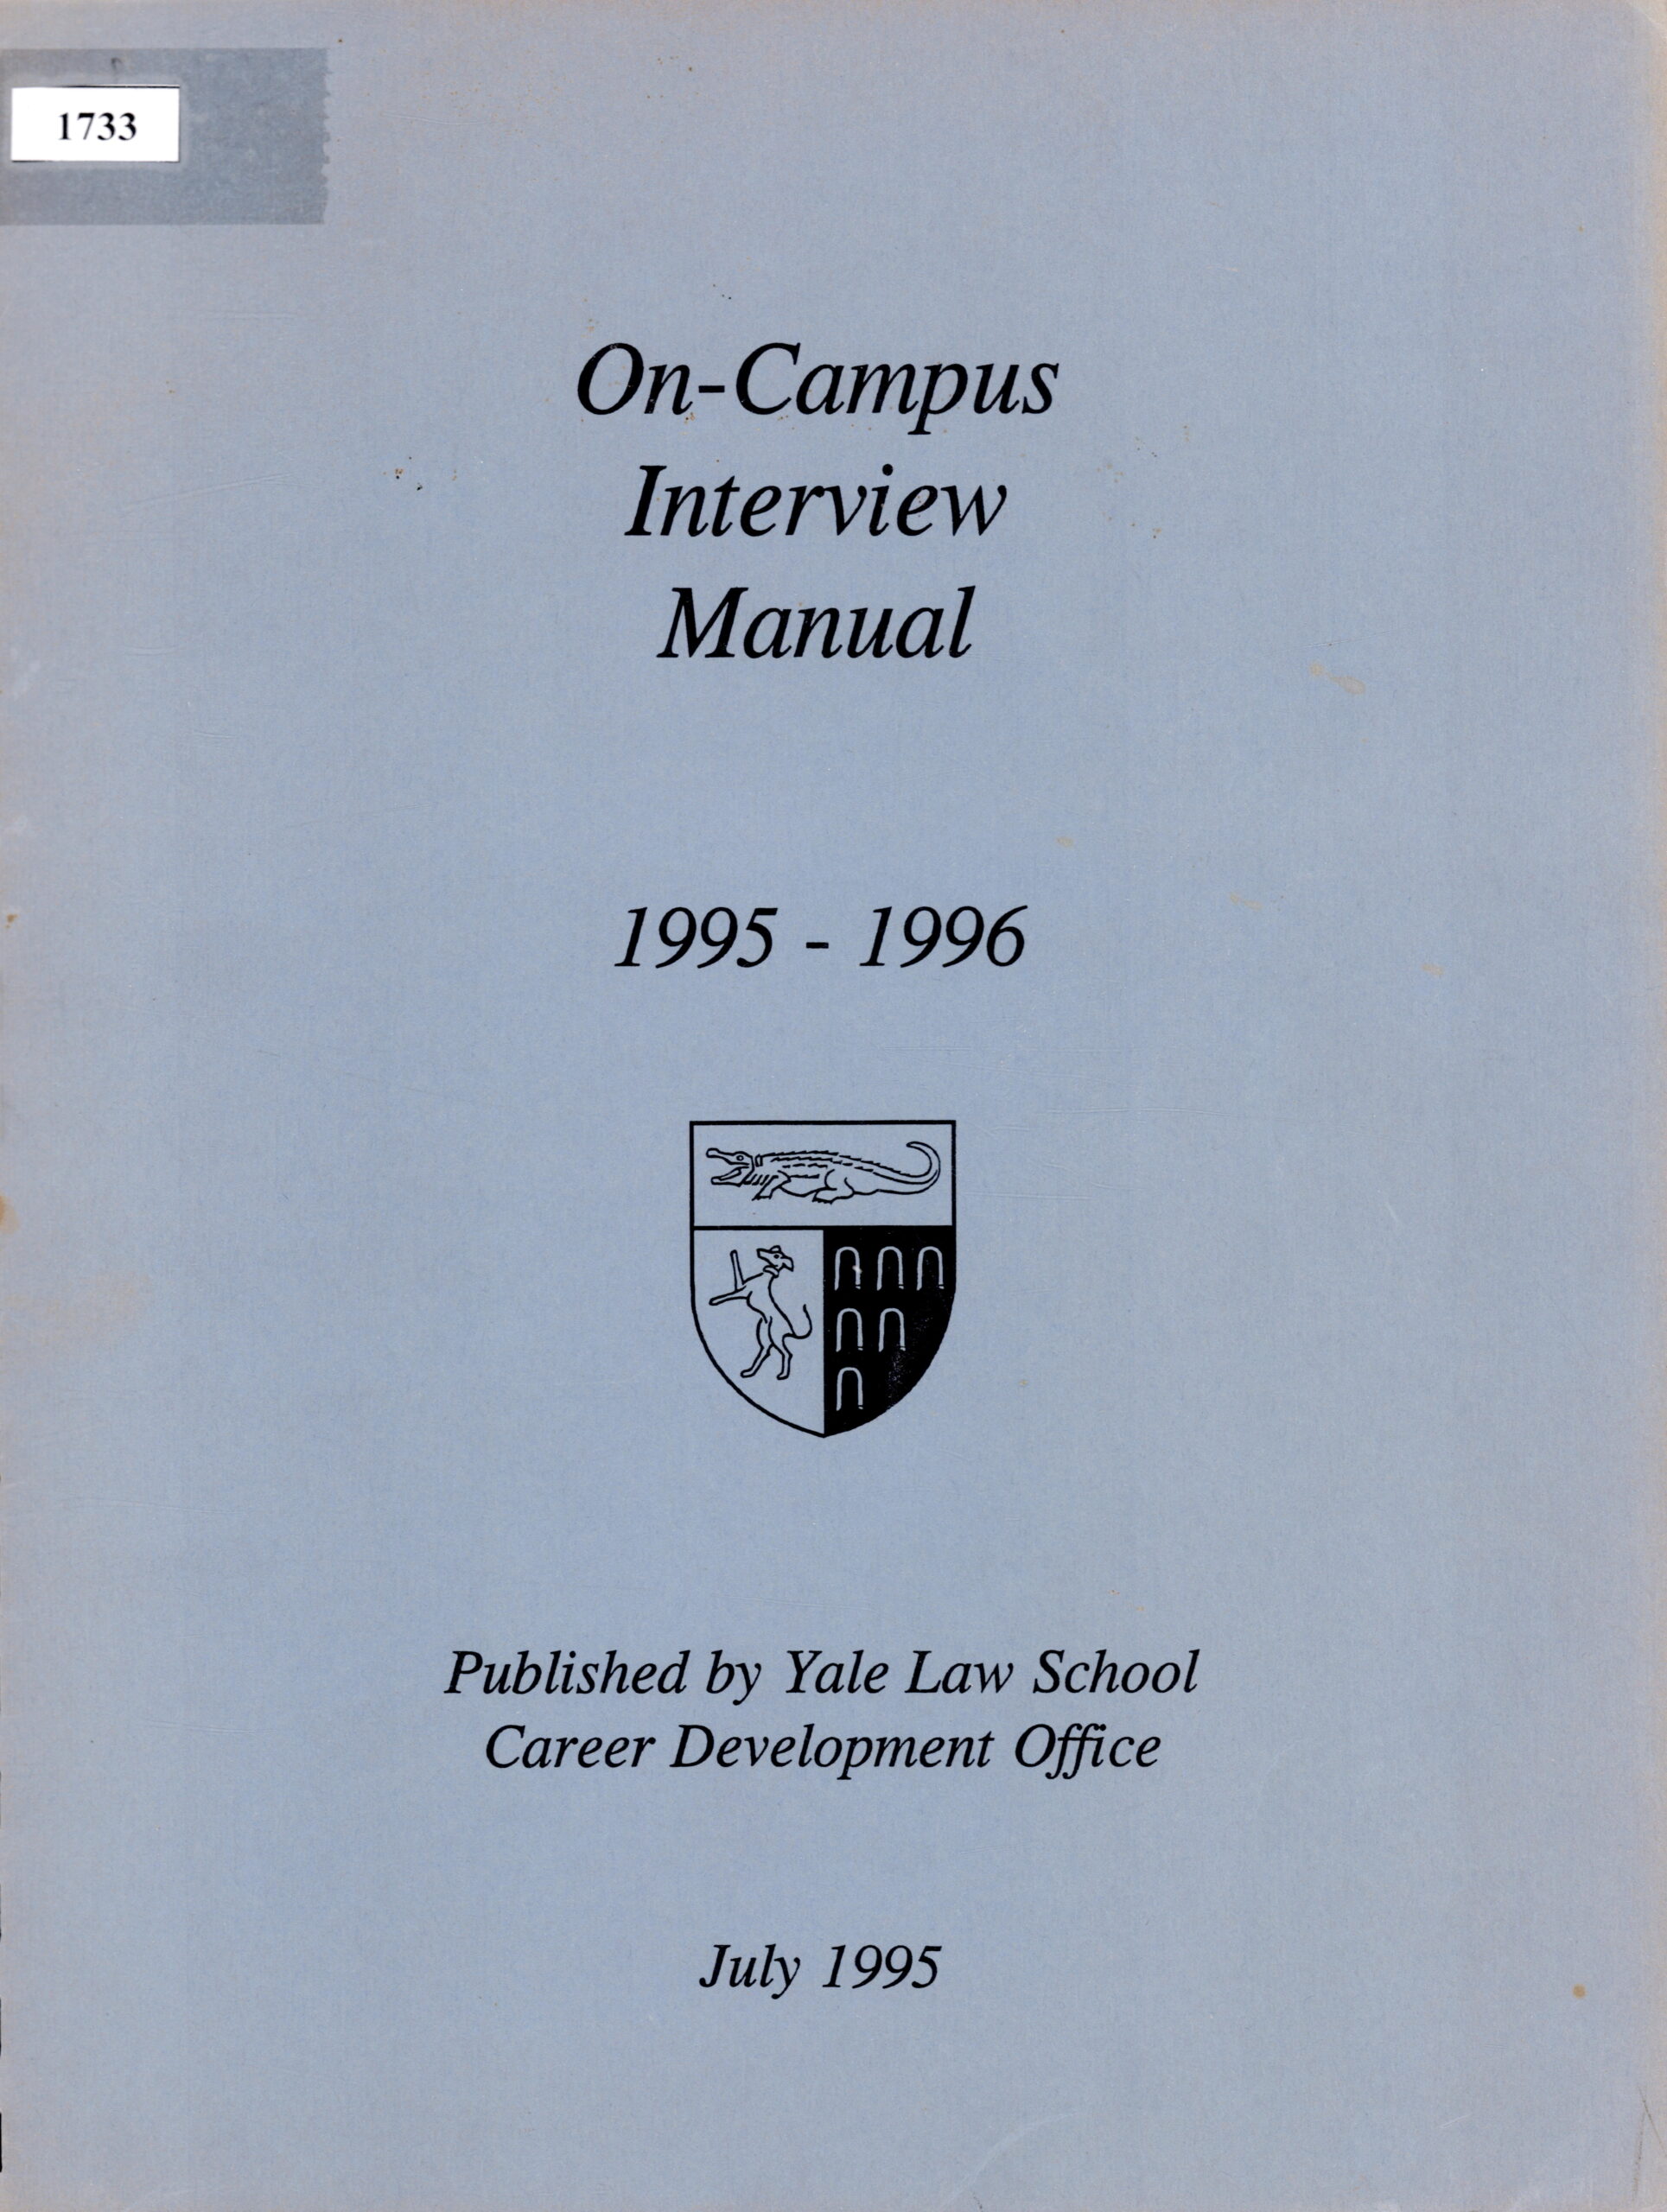 1733
On-Campus
Interview
Manual
1995 - 1996
Published by Yale Law School
Career Development Office
July 1995